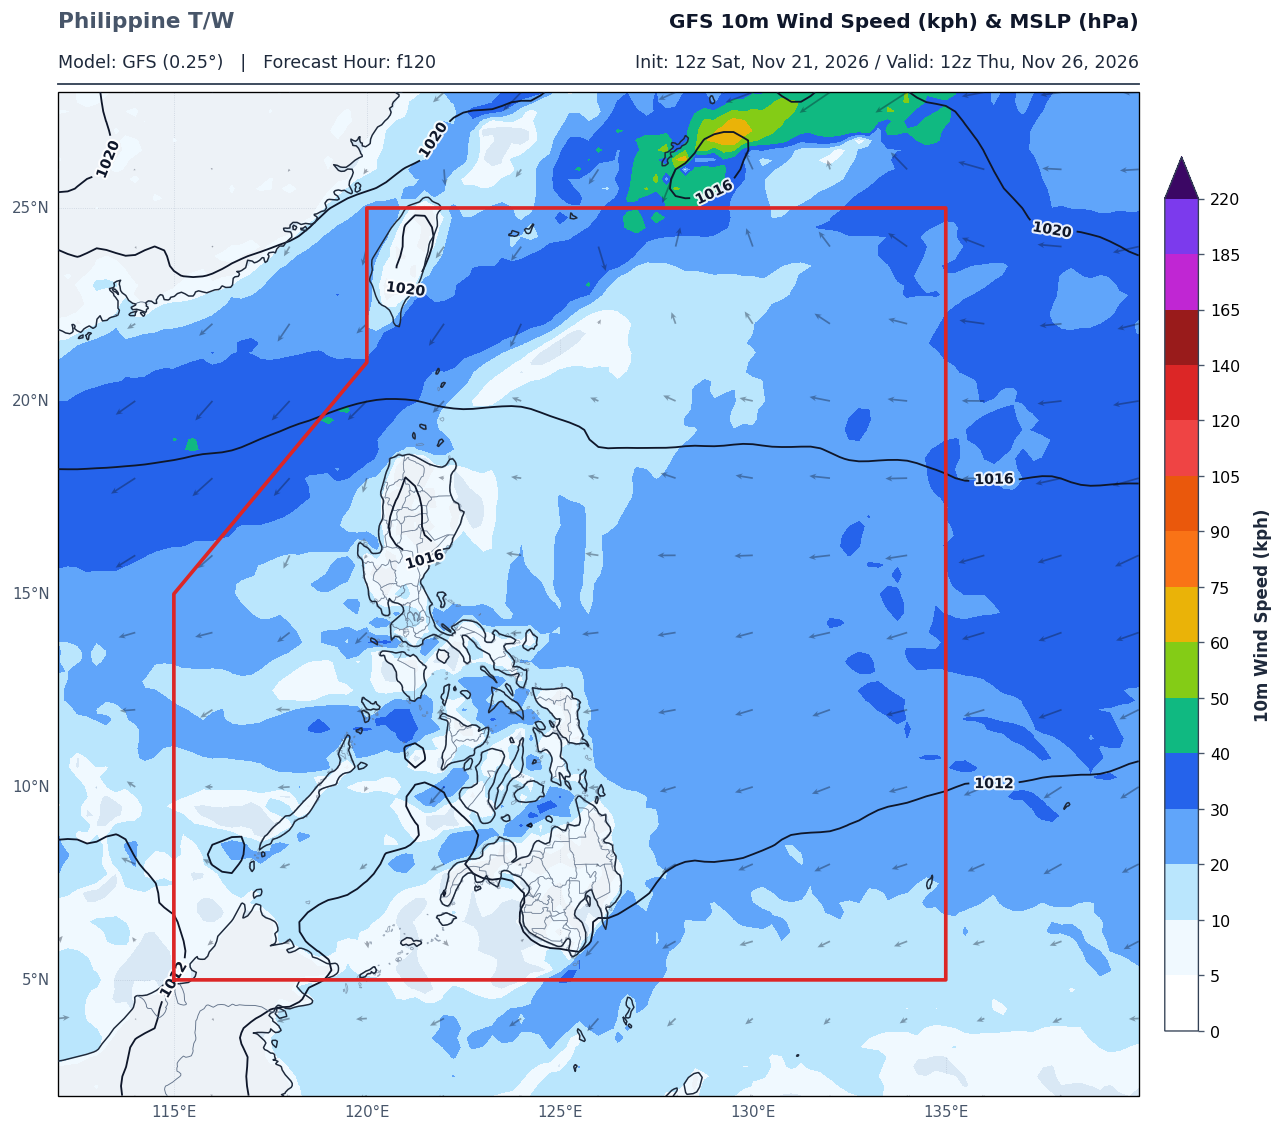 Philippine T/W
GFS 10m Wind Speed (kph) & MSLP (hPa)
Model: GFS (0.25°)   |   Forecast Hour: f120
Init: 12z Sat, Nov 21, 2026 / Valid: 12z Thu, Nov 26, 2026
1020
1020
1016
1020
1020
1016
1016
1012
1012
25°N
20°N
15°N
10°N
5°N
115°E
120°E
125°E
130°E
135°E
220
185
165
140
120
105
90
75
60
50
40
30
20
10
5
0
10m Wind Speed (kph)